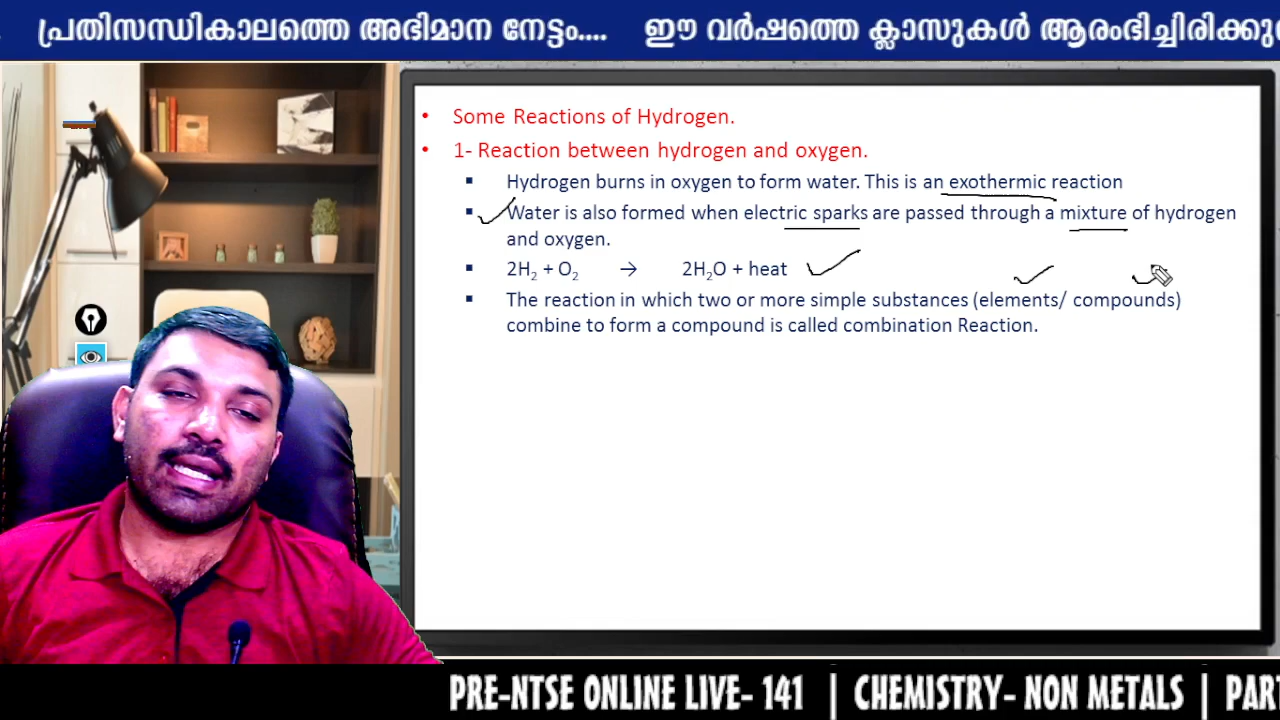 പ്രതിസന്ധികാലത്തെ അഭിമാന നേട്ടം.... ഈ വർഷത്തെ ക്ലാസുകൾ ആരംഭിച്ചിരിക്കു
• Some Reactions of Hydrogen.
• 1- Reaction between hydrogen and oxygen.
▪ Hydrogen burns in oxygen to form water. This is an exothermic reaction
▪ Water is also formed when electric sparks are passed through a mixture of hydrogen
and oxygen.
▪ 2H₂ + O₂ → 2H₂O + heat
▪ The reaction in which two or more simple substances (elements/ compounds)
combine to form a compound is called combination Reaction.
PRE-NTSE ONLINE LIVE- 141 | CHEMISTRY- NON METALS | PAR